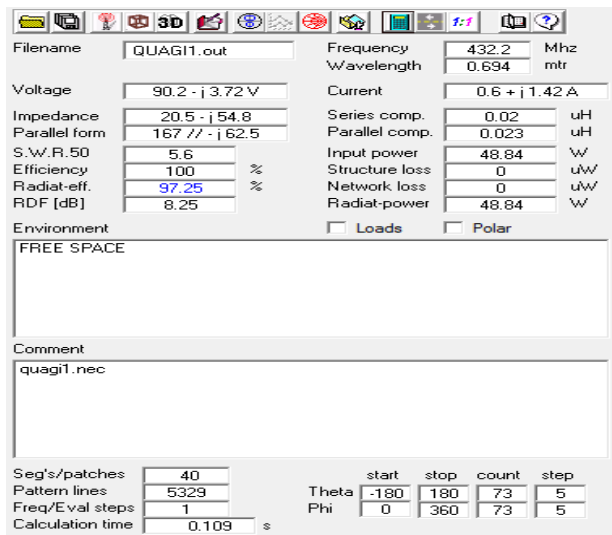 3D 1:1
Filename QUAGI1.out Frequency 432.2 Mhz
Wavelength 0.694 mtr
Voltage 90.2 - j 3.72 V Current 0.6 + j 1.42 A
Impedance 20.5 - j 54.8 Series comp. 0.02 uH
Parallel form 167 // - j 62.5 Parallel comp. 0.023 uH
S.W.R.50 5.6 Input power 48.84 W
Efficiency 100 % Structure loss 0 uW
Radiat-eff. 97.25 % Network loss 0 uW
RDF [dB] 8.25 Radiat-power 48.84 W
Environment Loads Polar
FREE SPACE
Comment
quagi1.nec
Seg's/patches 40 start stop count step
Pattern lines 5329 Theta -180 180 73 5
Freq/Eval steps 1 Phi 0 360 73 5
Calculation time 0.109 s